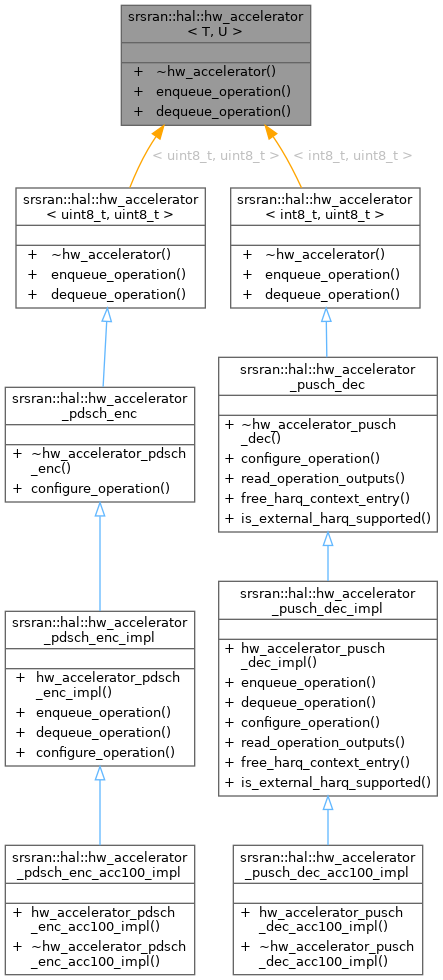 srsran::hal::hw_accelerator
< T, U >
+ ~hw_accelerator()
+ enqueue_operation()
+ dequeue_operation()
< uint8_t, uint8_t >
< int8_t, uint8_t >
srsran::hal::hw_accelerator
< uint8_t, uint8_t >
+ ~hw_accelerator()
+ enqueue_operation()
+ dequeue_operation()
srsran::hal::hw_accelerator
< int8_t, uint8_t >
+ ~hw_accelerator()
+ enqueue_operation()
+ dequeue_operation()
srsran::hal::hw_accelerator
_pdsch_enc
+ ~hw_accelerator_pdsch
_enc()
+ configure_operation()
srsran::hal::hw_accelerator
_pusch_dec
+ ~hw_accelerator_pusch
_dec()
+ configure_operation()
+ read_operation_outputs()
+ free_harq_context_entry()
+ is_external_harq_supported()
srsran::hal::hw_accelerator
_pdsch_enc_impl
+ hw_accelerator_pdsch
_enc_impl()
+ enqueue_operation()
+ dequeue_operation()
+ configure_operation()
srsran::hal::hw_accelerator
_pusch_dec_impl
+ hw_accelerator_pusch
_dec_impl()
+ enqueue_operation()
+ dequeue_operation()
+ configure_operation()
+ read_operation_outputs()
+ free_harq_context_entry()
+ is_external_harq_supported()
srsran::hal::hw_accelerator
_pdsch_enc_acc100_impl
+ hw_accelerator_pdsch
_enc_acc100_impl()
+ ~hw_accelerator_pdsch
_enc_acc100_impl()
srsran::hal::hw_accelerator
_pusch_dec_acc100_impl
+ hw_accelerator_pusch
_dec_acc100_impl()
+ ~hw_accelerator_pusch
_dec_acc100_impl()